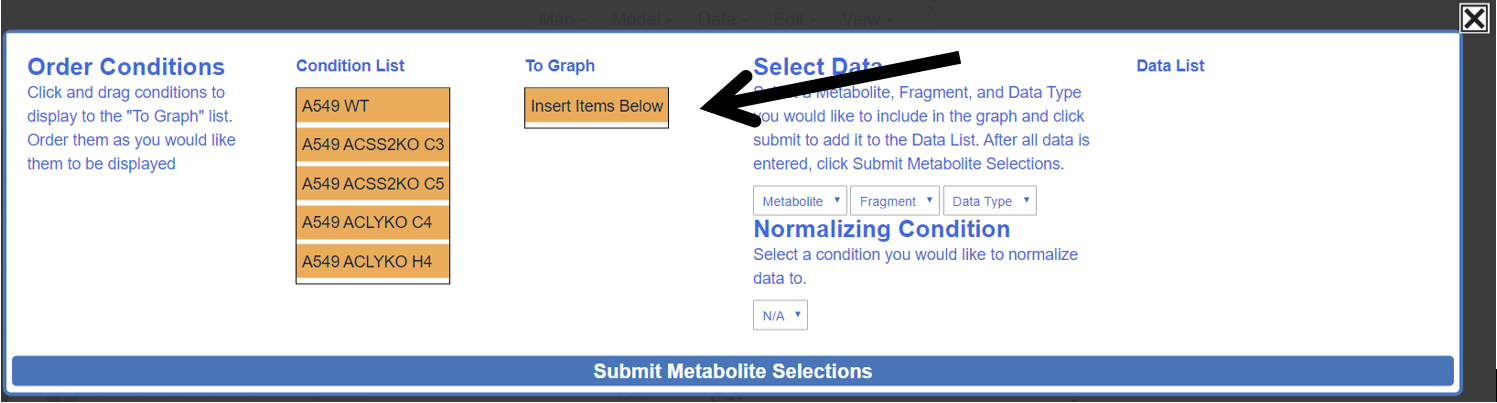 Map Model Data Edit View ?
Order Conditions
Click and drag conditions to
display to the "To Graph" list.
Order them as you would like
them to be displayed
Condition List
A549 WT
A549 ACSS2KO C3
A549 ACSS2KO C5
A549 ACLYKO C4
A549 ACLYKO H4
To Graph
Insert Items Below
Select Data
a Metabolite, Fragment, and Data Type
you would like to include in the graph and click
submit to add it to the Data List. After all data is
entered, click Submit Metabolite Selections.
Metabolite Fragment Data Type
Normalizing Condition
Select a condition you would like to normalize
data to.
N/A
Data List
Submit Metabolite Selections